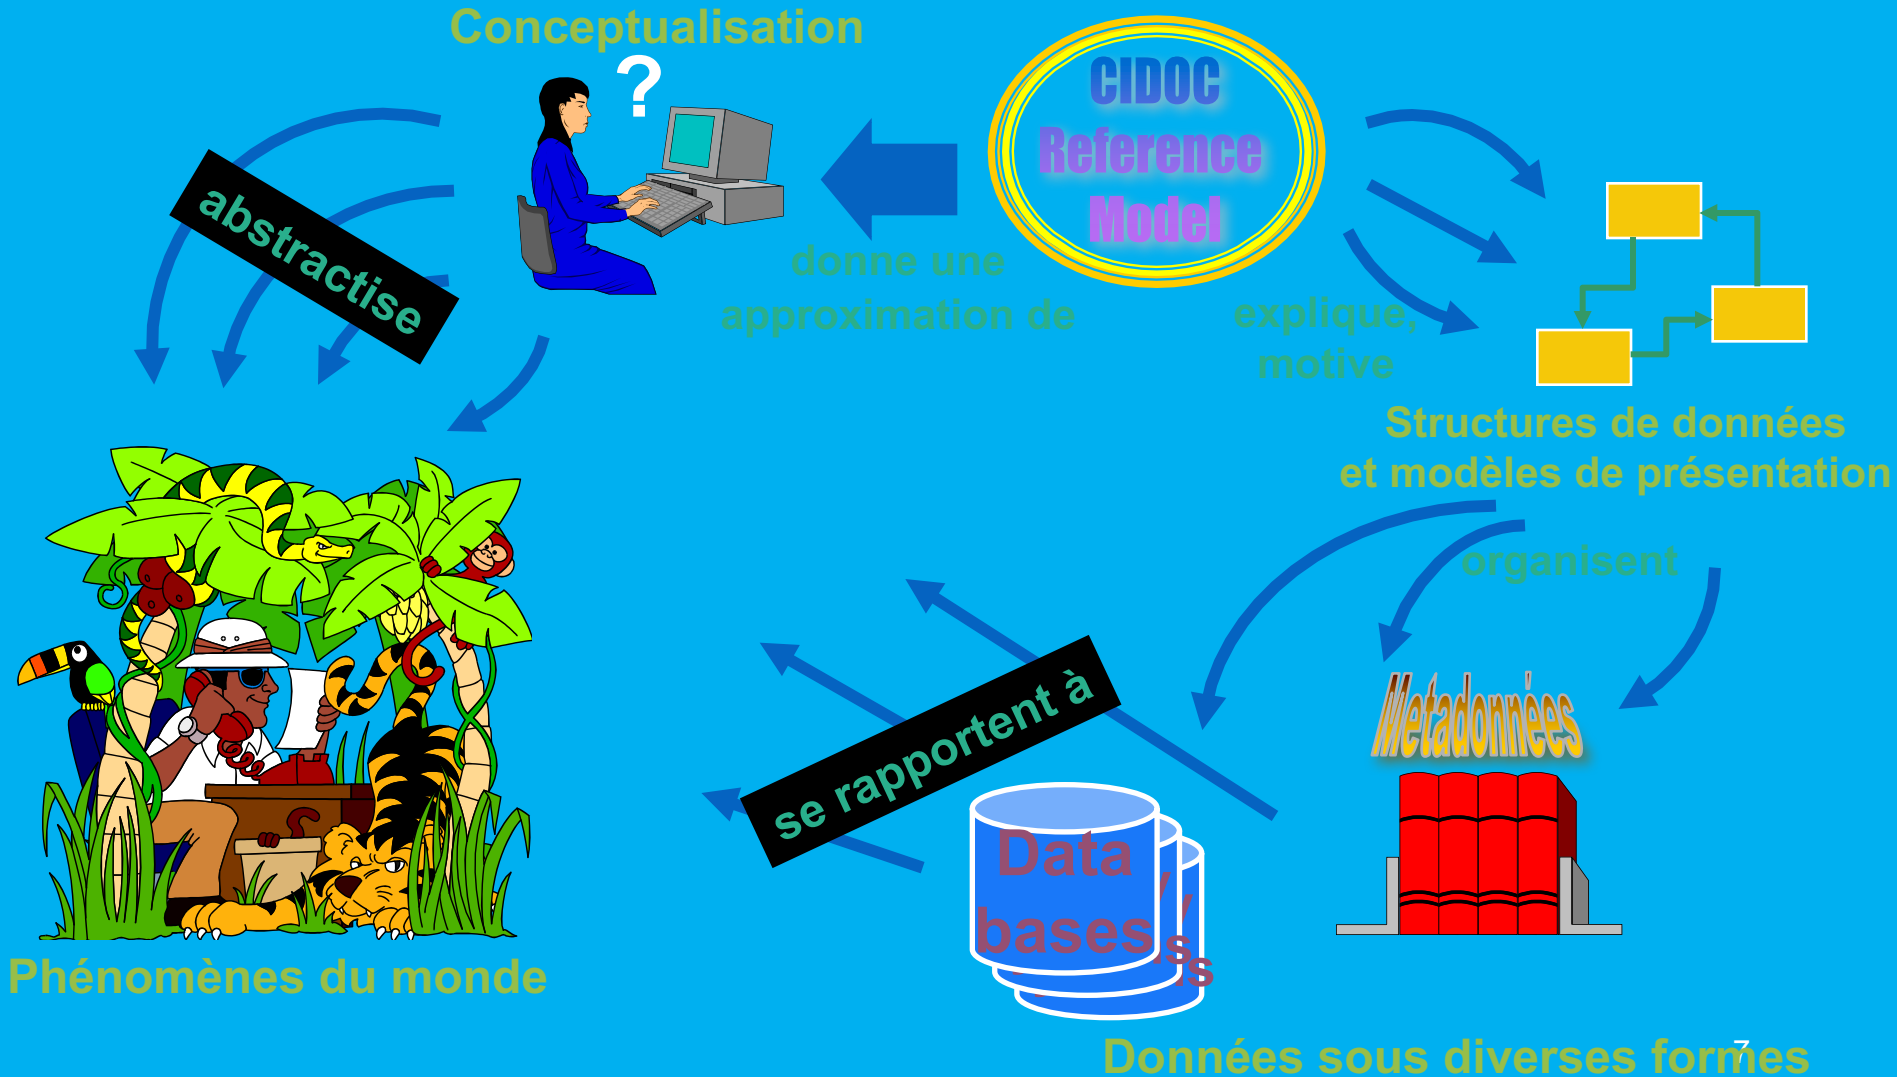 Conceptualisation
?
CIDOC
Reference
Model
abstractise
donne une
approximation de
explique,
motive
Structures de données
et modèles de présentation
organisent
se rapportent à
Metadonnées
Data
bases
s
s
Phénomènes du monde
Données sous diverses formes
7